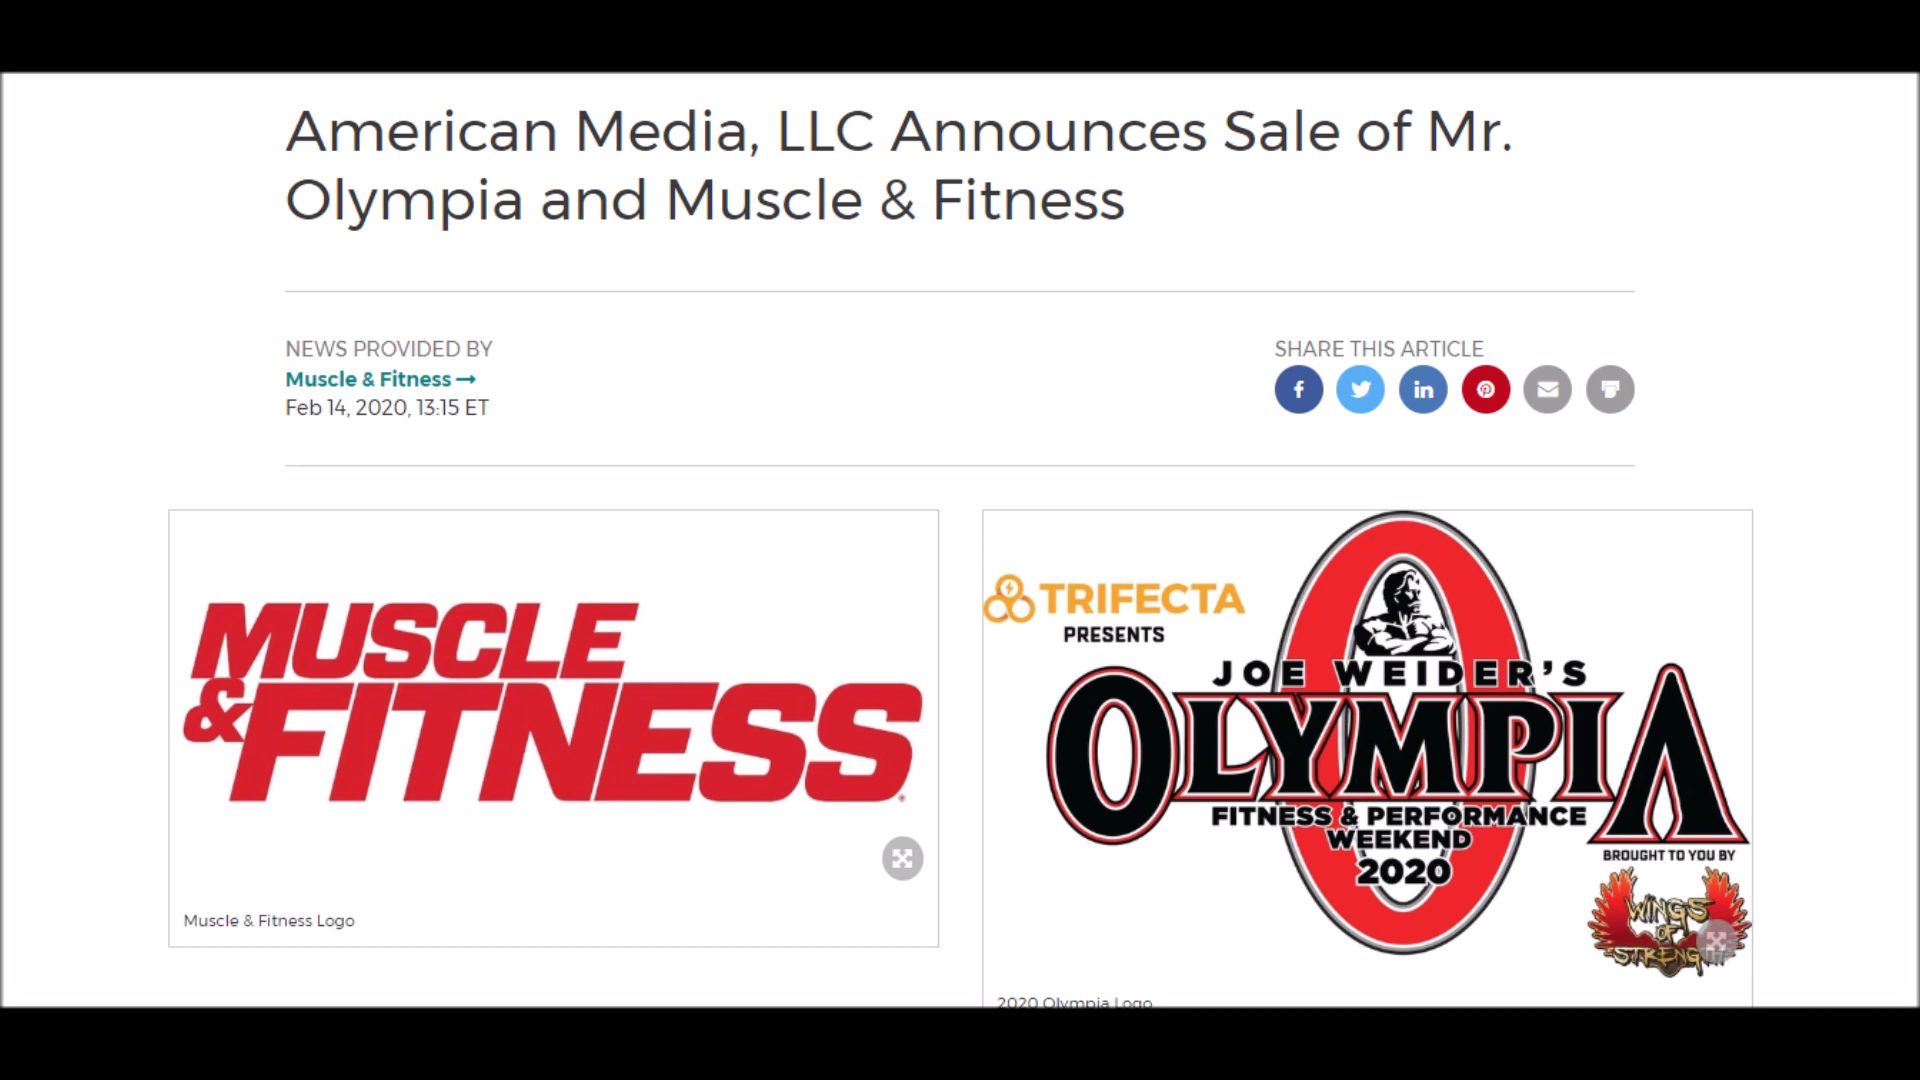 American Media, LLC Announces Sale of Mr.
Olympia and Muscle & Fitness
NEWS PROVIDED BY
Muscle & Fitness →
Feb 14, 2020, 13:15 ET
SHARE THIS ARTICLE
MUSCLE
&FITNESS
Muscle & Fitness Logo
TRIFECTA
PRESENTS
JOE WEIDER'S
OLYMPIA
FITNESS & PERFORMANCE
WEEKEND
2020
BROUGHT TO YOU BY
WINGS
OF
STRENGTH
2020 Olympia Logo